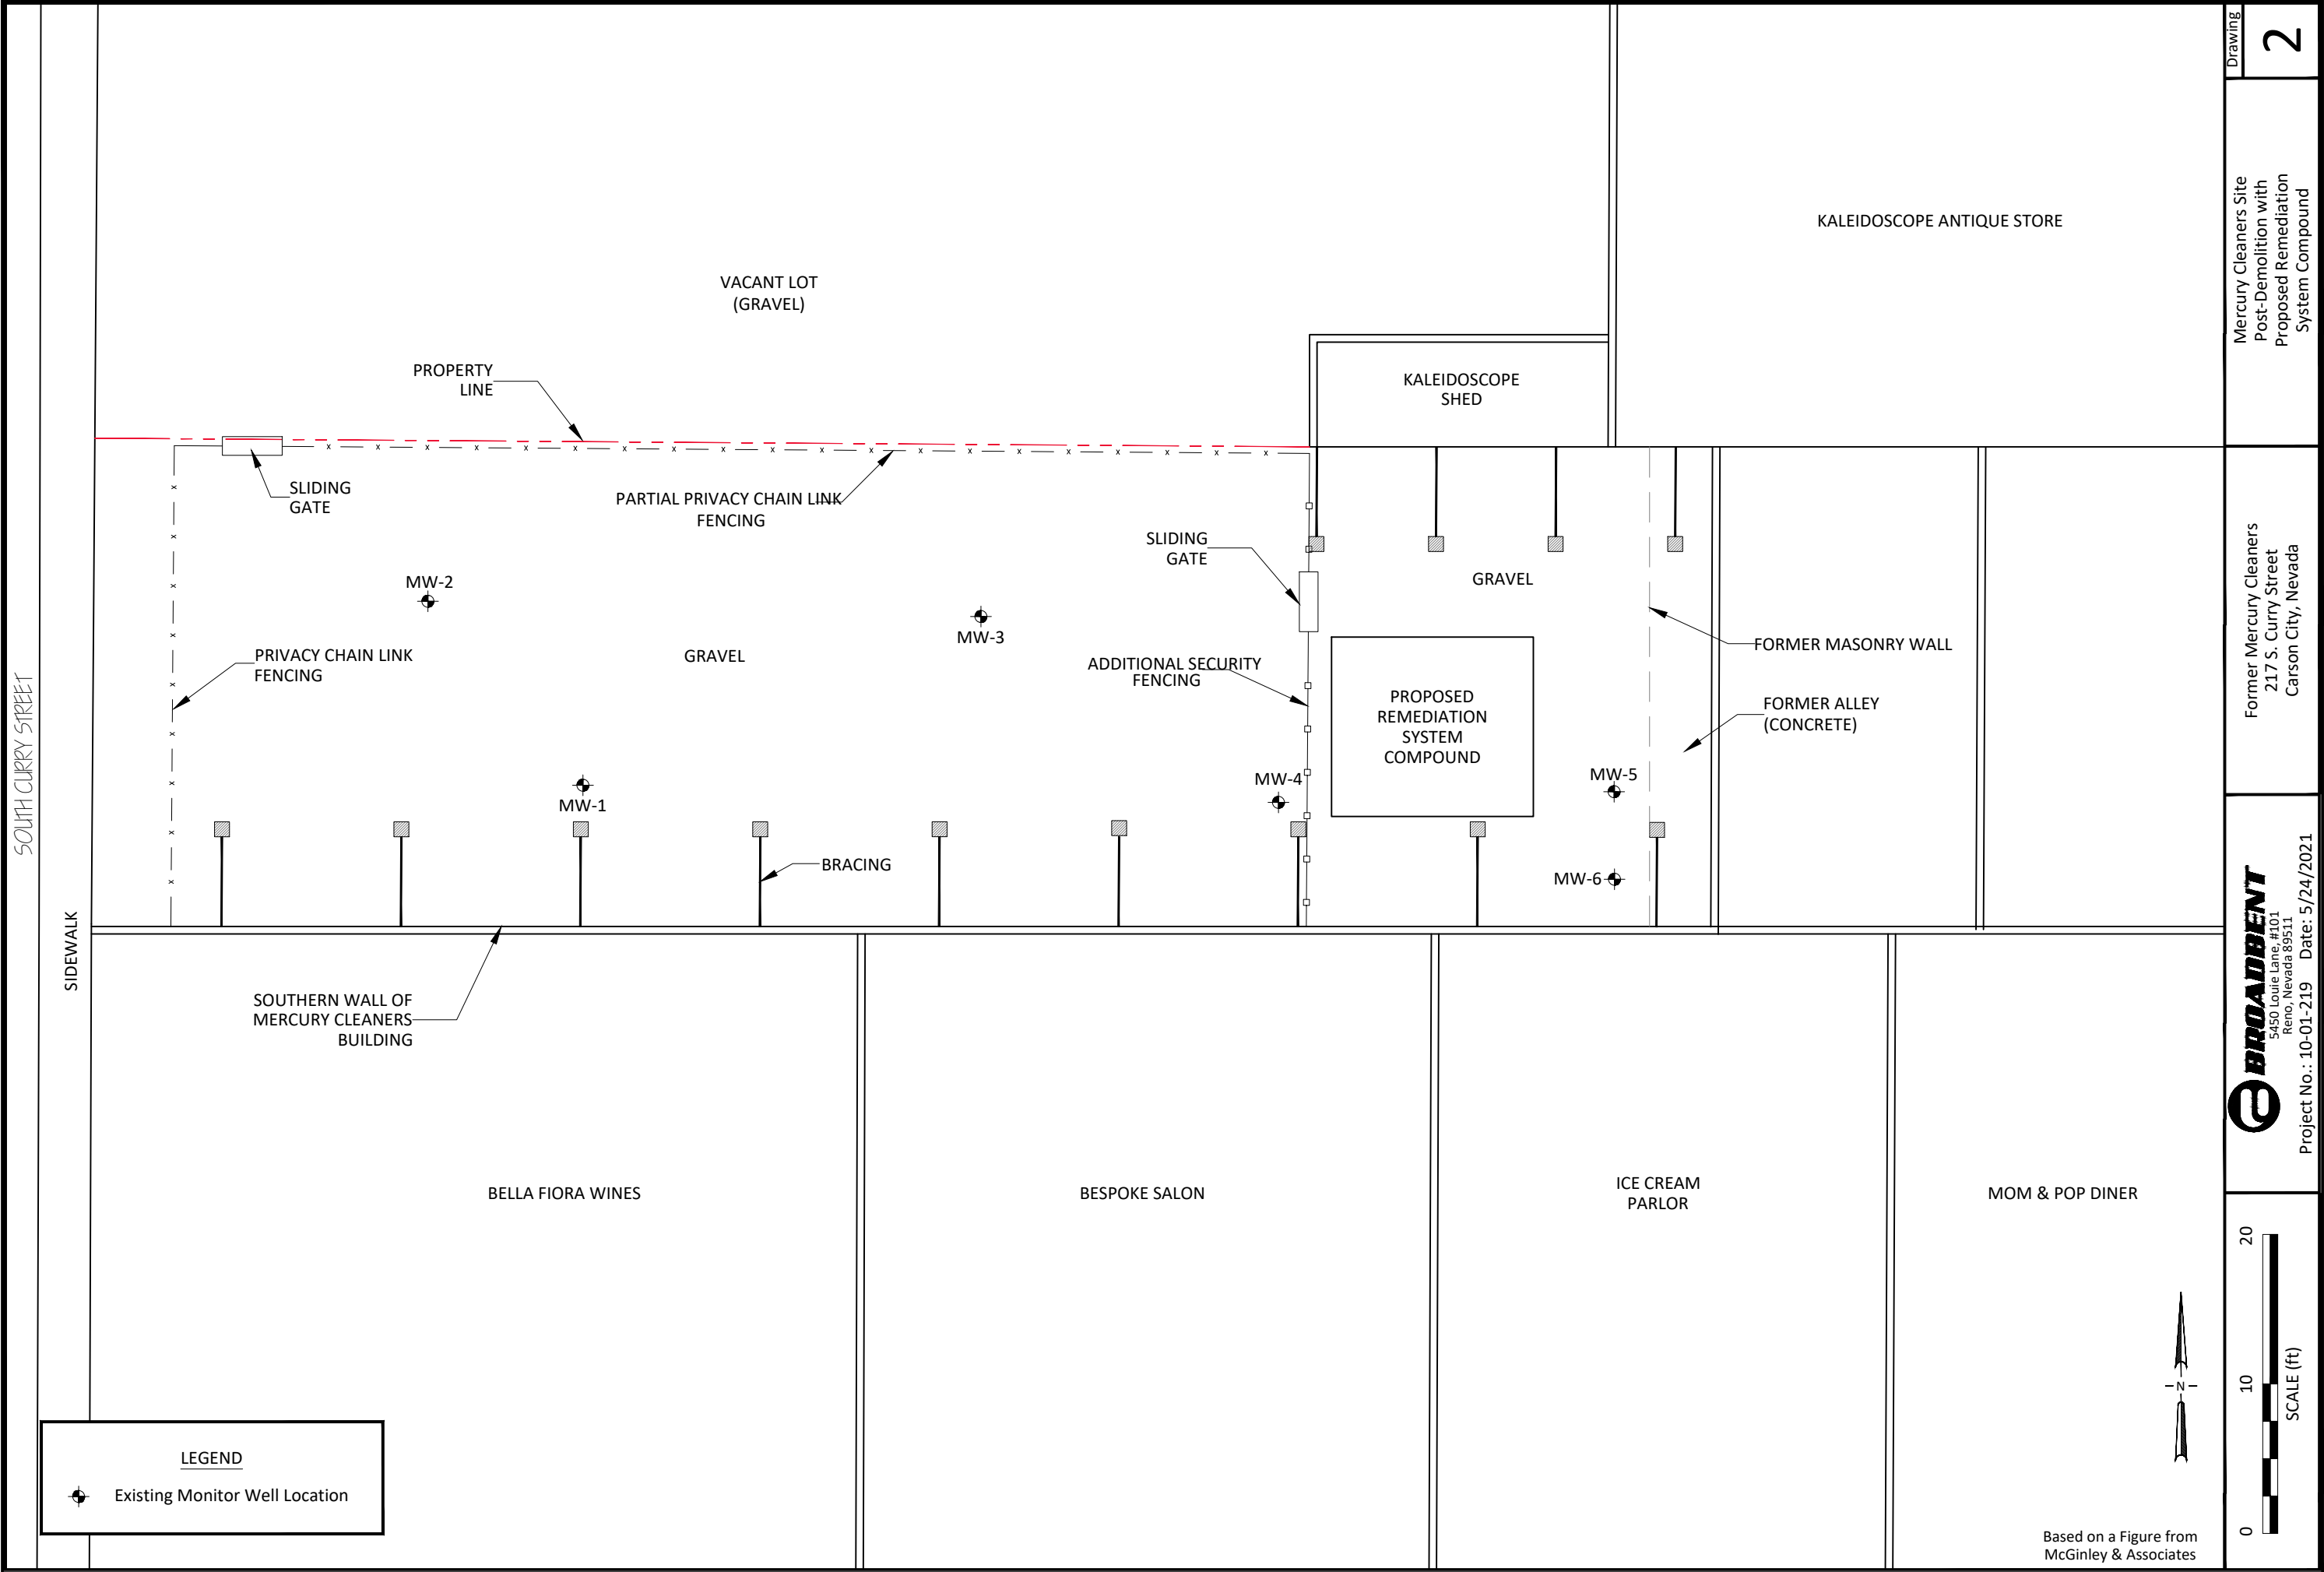 KALEIDOSCOPE ANTIQUE STORE
VACANT LOT
(GRAVEL)
PROPERTY
LINE
KALEIDOSCOPE
SHED
SLIDING
GATE
PARTIAL PRIVACY CHAIN LINK
FENCING
SLIDING
GATE
GRAVEL
MW-2
MW-3
PRIVACY CHAIN LINK
FENCING
GRAVEL
ADDITIONAL SECURITY
FENCING
FORMER MASONRY WALL
PROPOSED
REMEDIATION
SYSTEM
COMPOUND
FORMER ALLEY
(CONCRETE)
MW-1
MW-4
MW-5
MW-6
BRACING
SOUTH CURRY STREET
SIDEWALK
SOUTHERN WALL OF
MERCURY CLEANERS
BUILDING
BELLA FIORA WINES
BESPOKE SALON
ICE CREAM
PARLOR
MOM & POP DINER
LEGEND
Existing Monitor Well Location
N
Based on a Figure from
McGinley & Associates
0 10 20
SCALE (ft)
BROADBENT
5450 Louie Lane, #101
Reno, Nevada 89511
Project No.: 10-01-219 Date: 5/24/2021
Former Mercury Cleaners
217 S. Curry Street
Carson City, Nevada
Mercury Cleaners Site
Post-Demolition with
Proposed Remediation
System Compound
Drawing
2